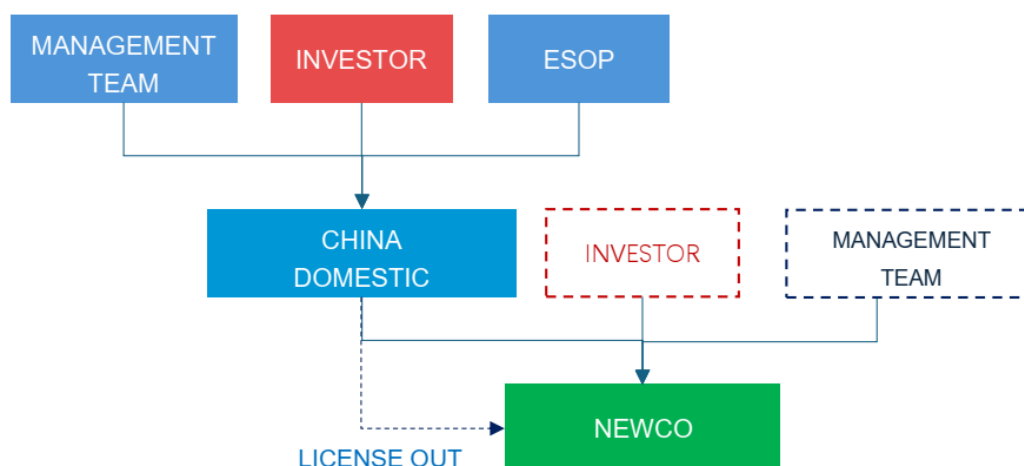 MANAGEMENT
TEAM
INVESTOR
ESOP
CHINA
DOMESTIC
INVESTOR
MANAGEMENT
TEAM
NEWCO
LICENSE OUT